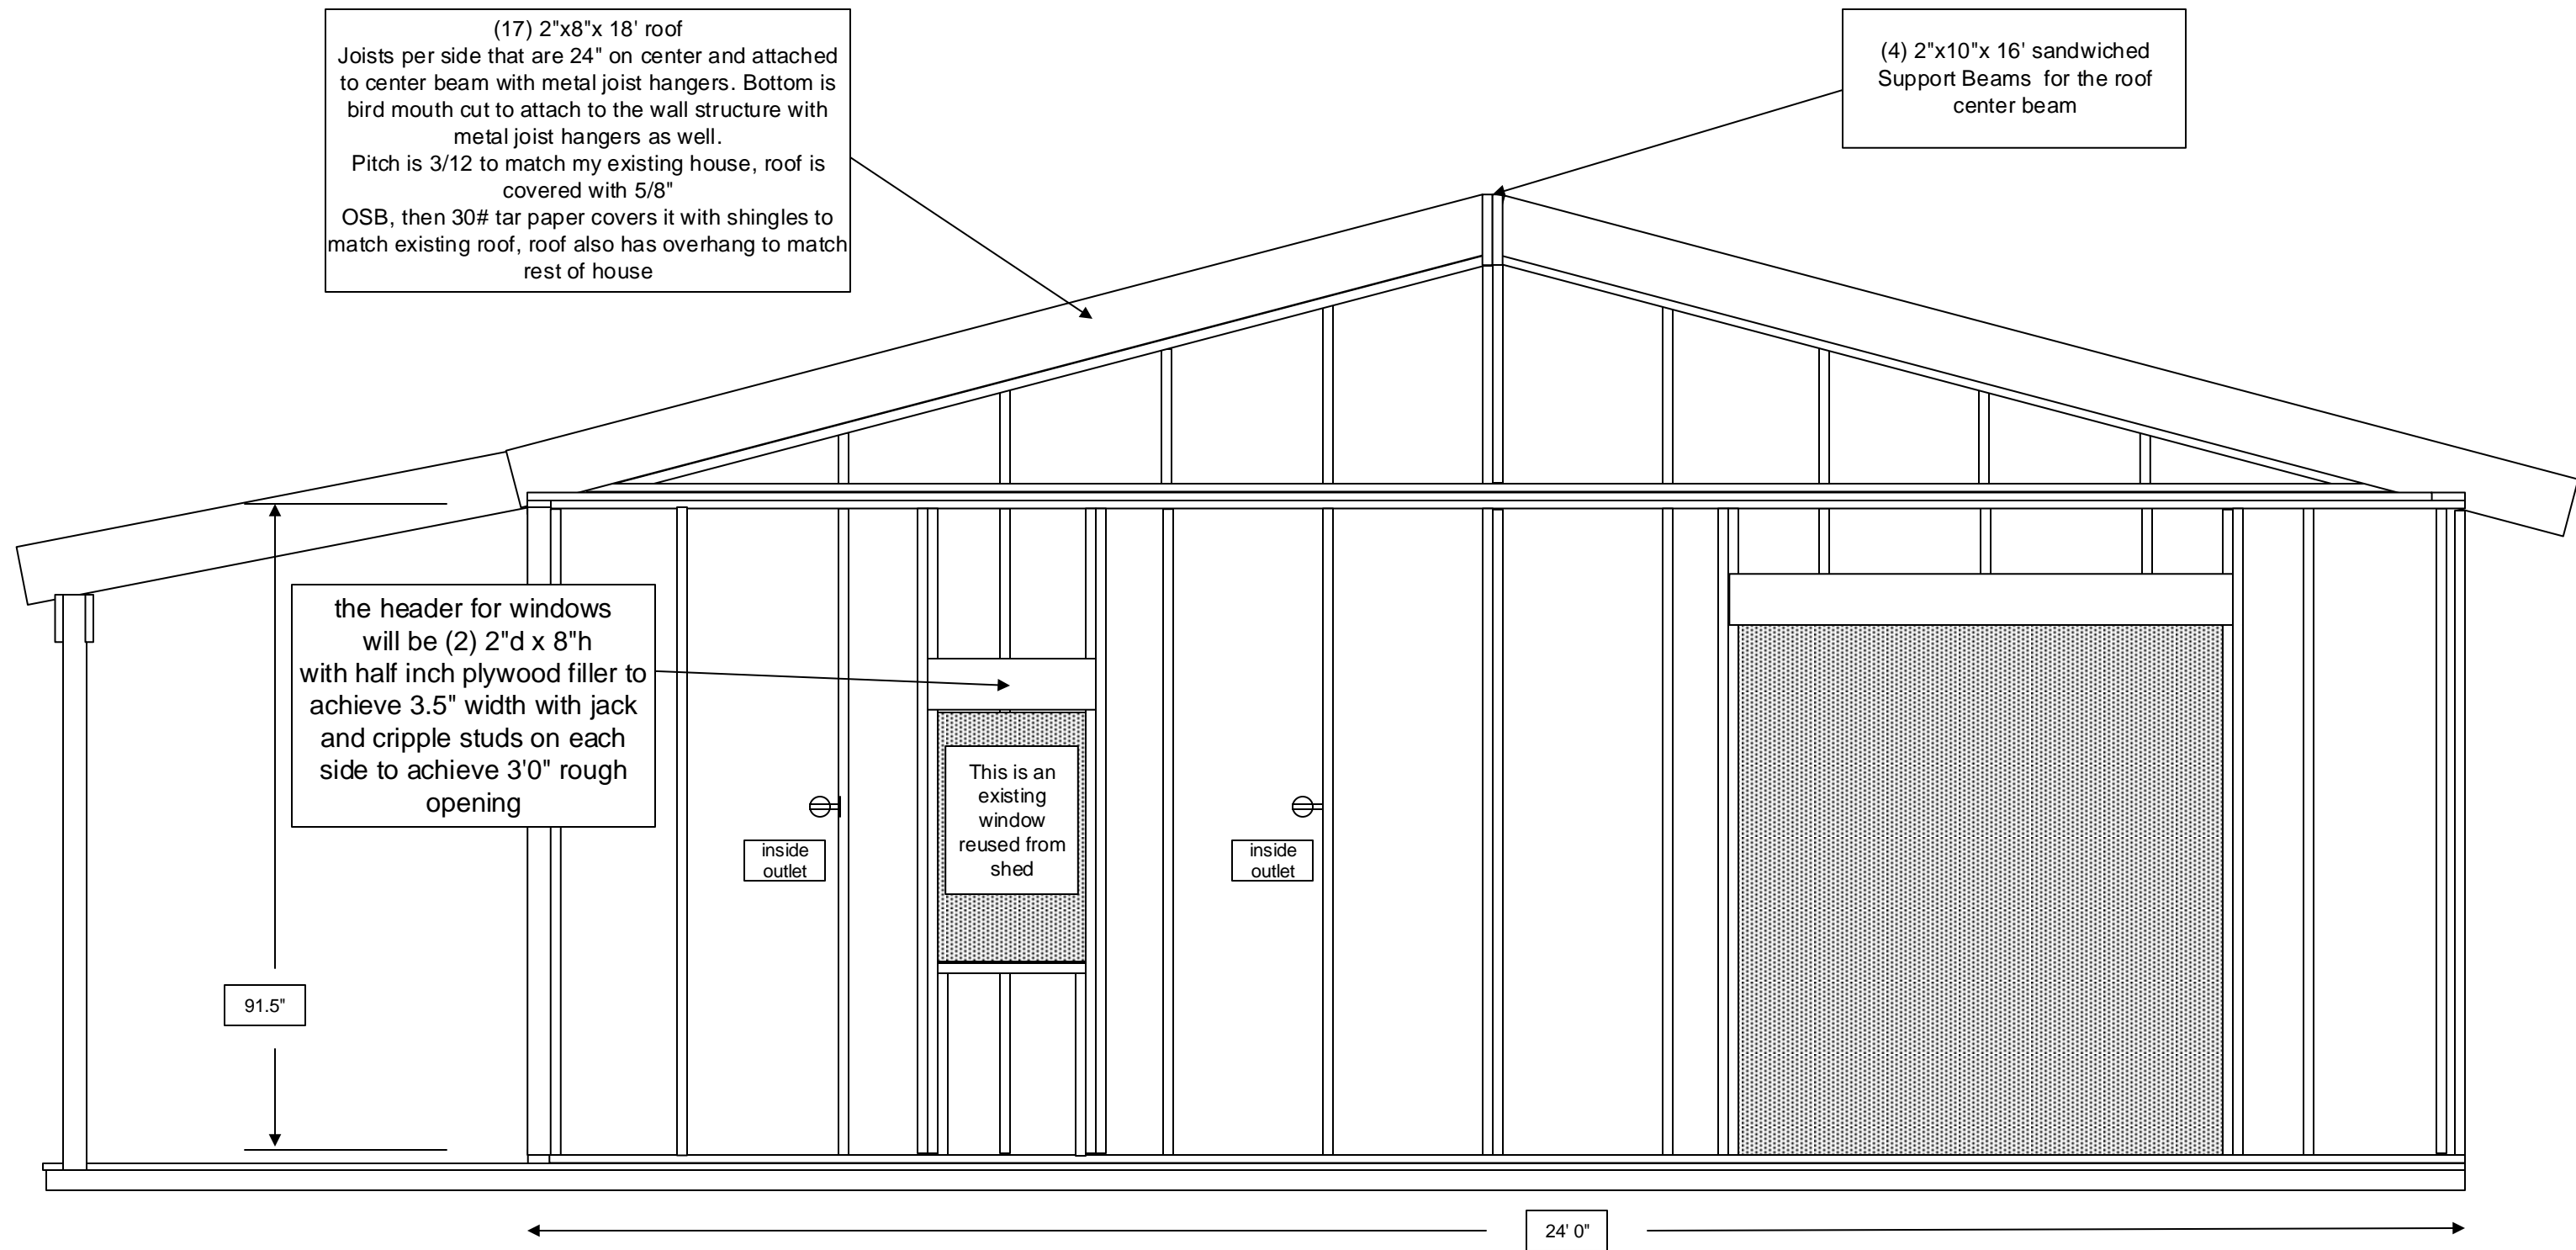 (17) 2"x8"x 18' roof
Joists per side that are 24" on center and attached
to center beam with metal joist hangers. Bottom is
bird mouth cut to attach to the wall structure with
metal joist hangers as well.
Pitch is 3/12 to match my existing house, roof is
covered with 5/8"
OSB, then 30# tar paper covers it with shingles to
match existing roof, roof also has overhang to match
rest of house
(4) 2"x10"x 16' sandwiched
Support Beams for the roof
center beam
the header for windows
will be (2) 2"d x 8"h
with half inch plywood filler to
achieve 3.5" width with jack
and cripple studs on each
side to achieve 3'0" rough
opening
This is an
existing
window
reused from
shed
inside
outlet
inside
outlet
91.5"
24' 0"